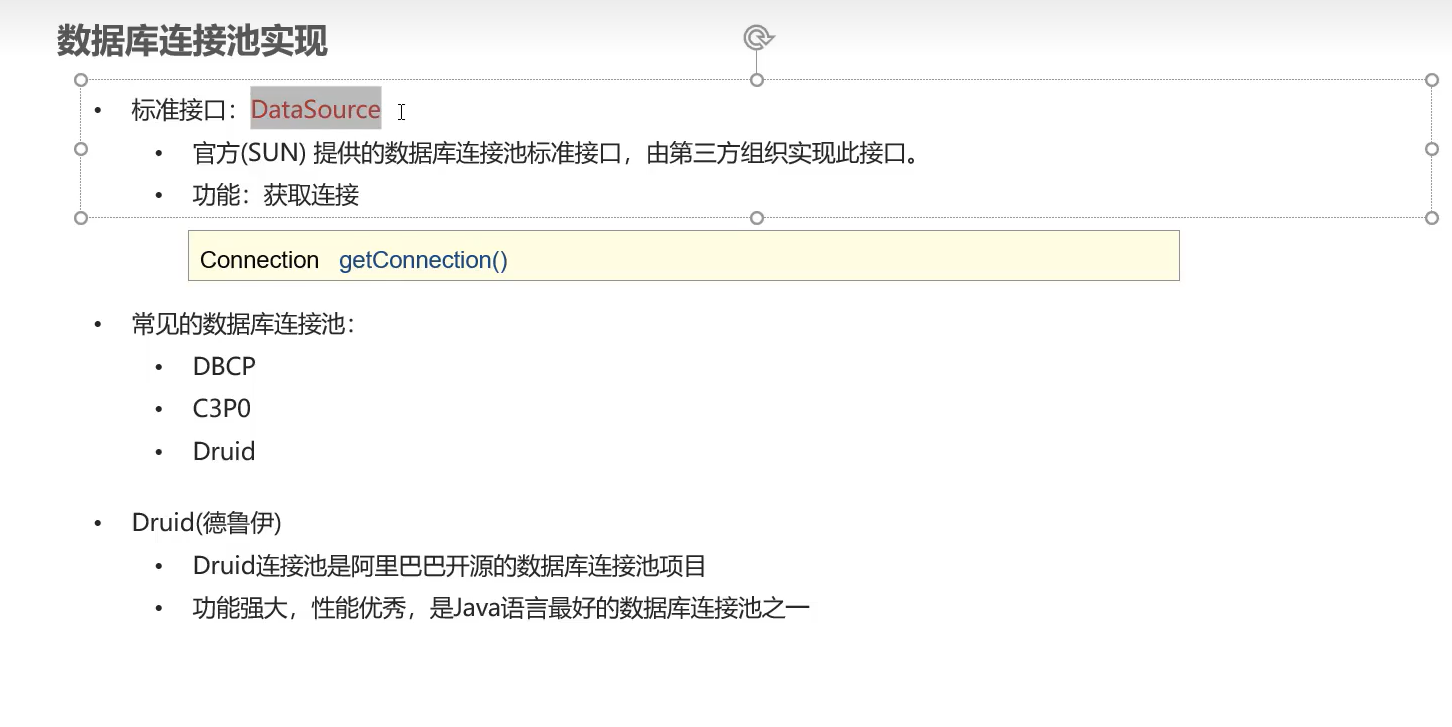 数据库连接池实现
• 标准接口：DataSource
• 官方(SUN) 提供的数据库连接池标准接口，由第三方组织实现此接口。
• 功能：获取连接
Connection getConnection()
• 常见的数据库连接池：
• DBCP
• C3P0
• Druid
• Druid(德鲁伊)
• Druid连接池是阿里巴巴开源的数据库连接池项目
• 功能强大，性能优秀，是Java语言最好的数据库连接池之一